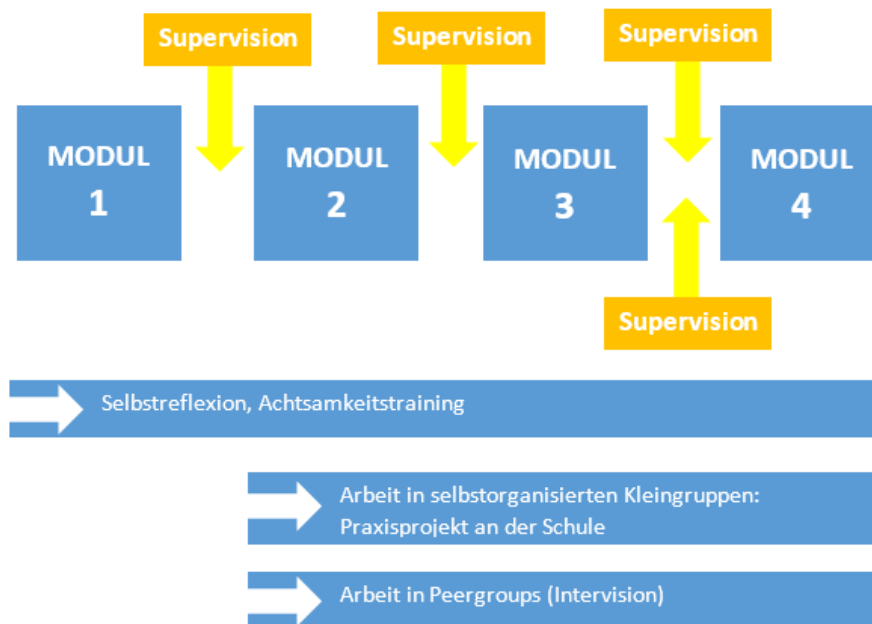 Supervision
Supervision
Supervision
MODUL
1
MODUL
2
MODUL
3
MODUL
4
Supervision
Selbstreflexion, Achtsamkeitstraining
Arbeit in selbstorganisierten Kleingruppen:
Praxisprojekt an der Schule
Arbeit in Peergroups (Intervision)